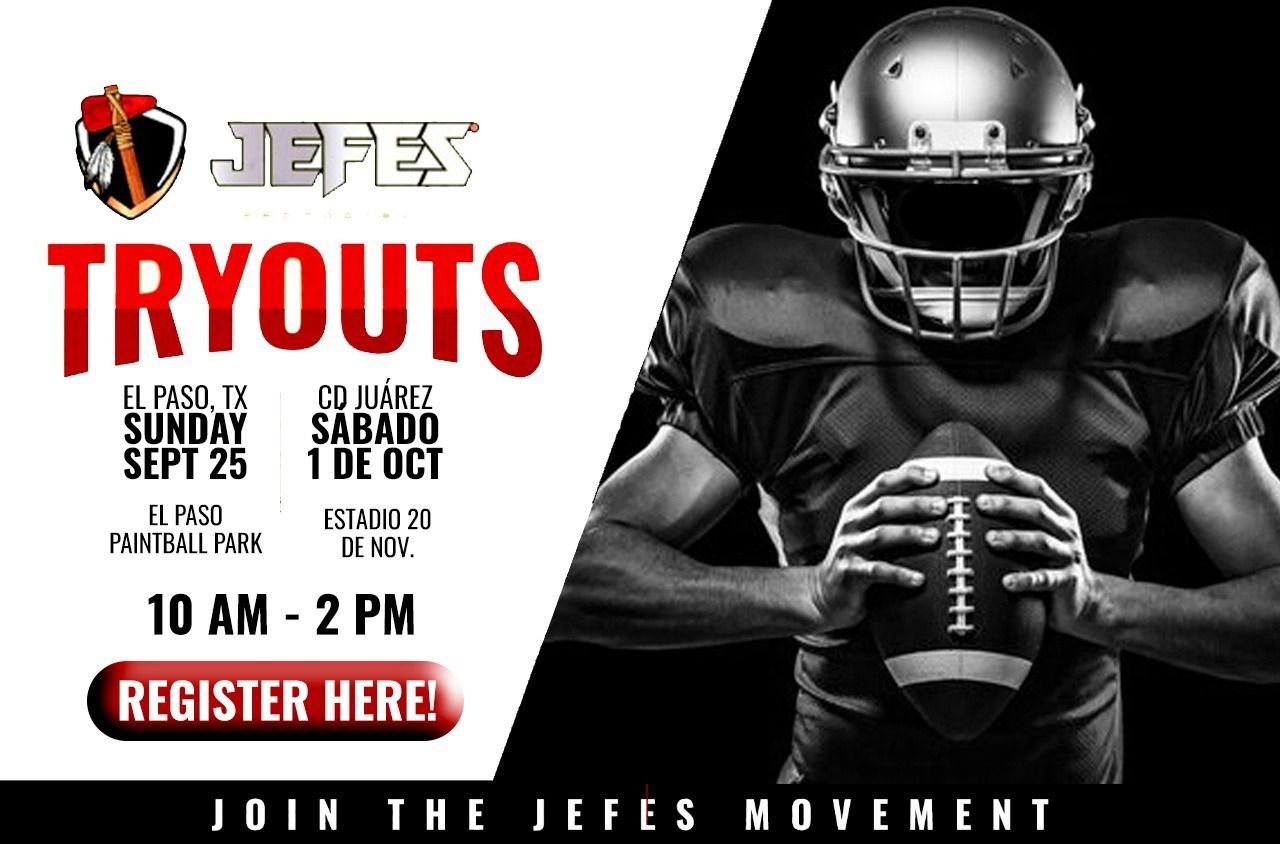 JEFES
TRYOUTS
EL PASO, TX
SUNDAY
SEPT 25
EL PASO
PAINTBALL PARK
CD JUÁREZ
SÁBADO
1 DE OCT
ESTADIO 20
DE NOV.
10 AM - 2 PM
REGISTER HERE!
JOIN THE JEFES MOVEMENT